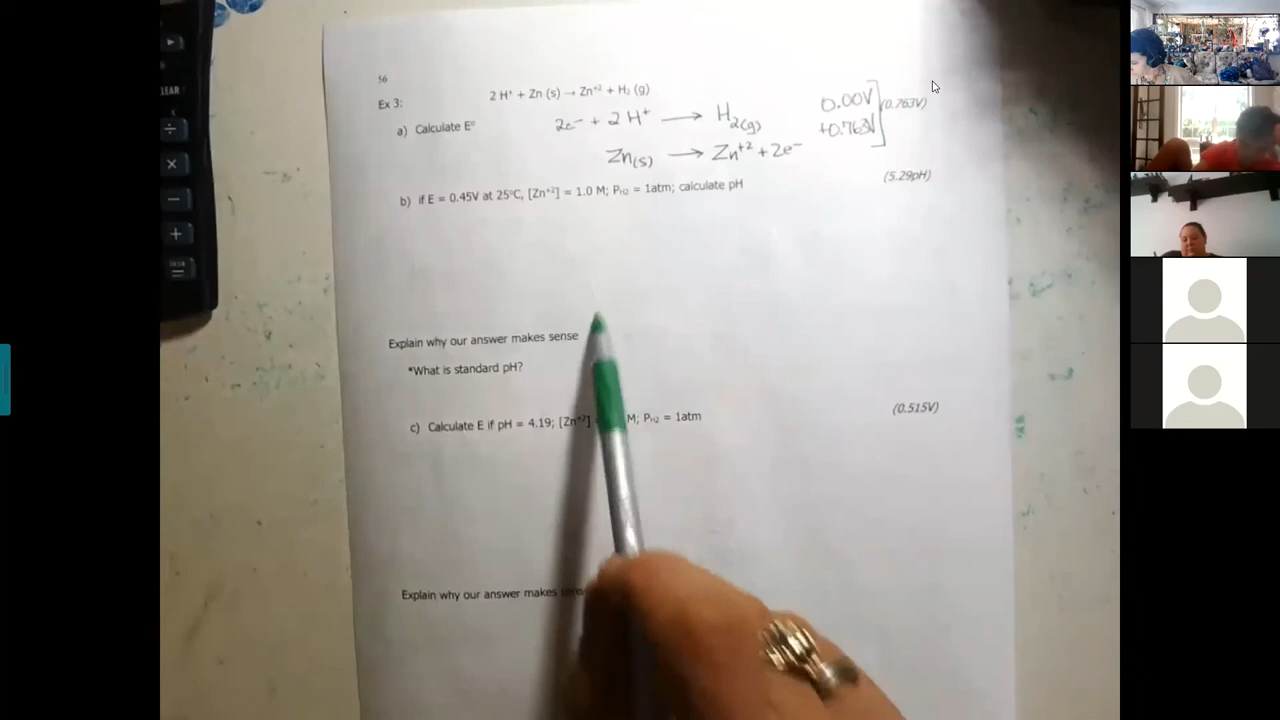 56
Ex 3:
2 H⁺ + Zn (s) → Zn⁺² + H₂ (g)
a) Calculate E°
2e⁻ + 2 H⁺ → H₂(g) 0.00V
(0.763V)
Zn(s) → Zn⁺² + 2e⁻ +0.763V
b) if E = 0.45V at 25°C, [Zn⁺²] = 1.0 M; P_H₂ = 1atm; calculate pH
(5.29pH)
Explain why our answer makes sense
*What is standard pH?
c) Calculate E if pH = 4.19; [Zn⁺²] M; P_H₂ = 1atm
(0.515V)
Explain why our answer makes
LEAR
÷
×
−
+
=